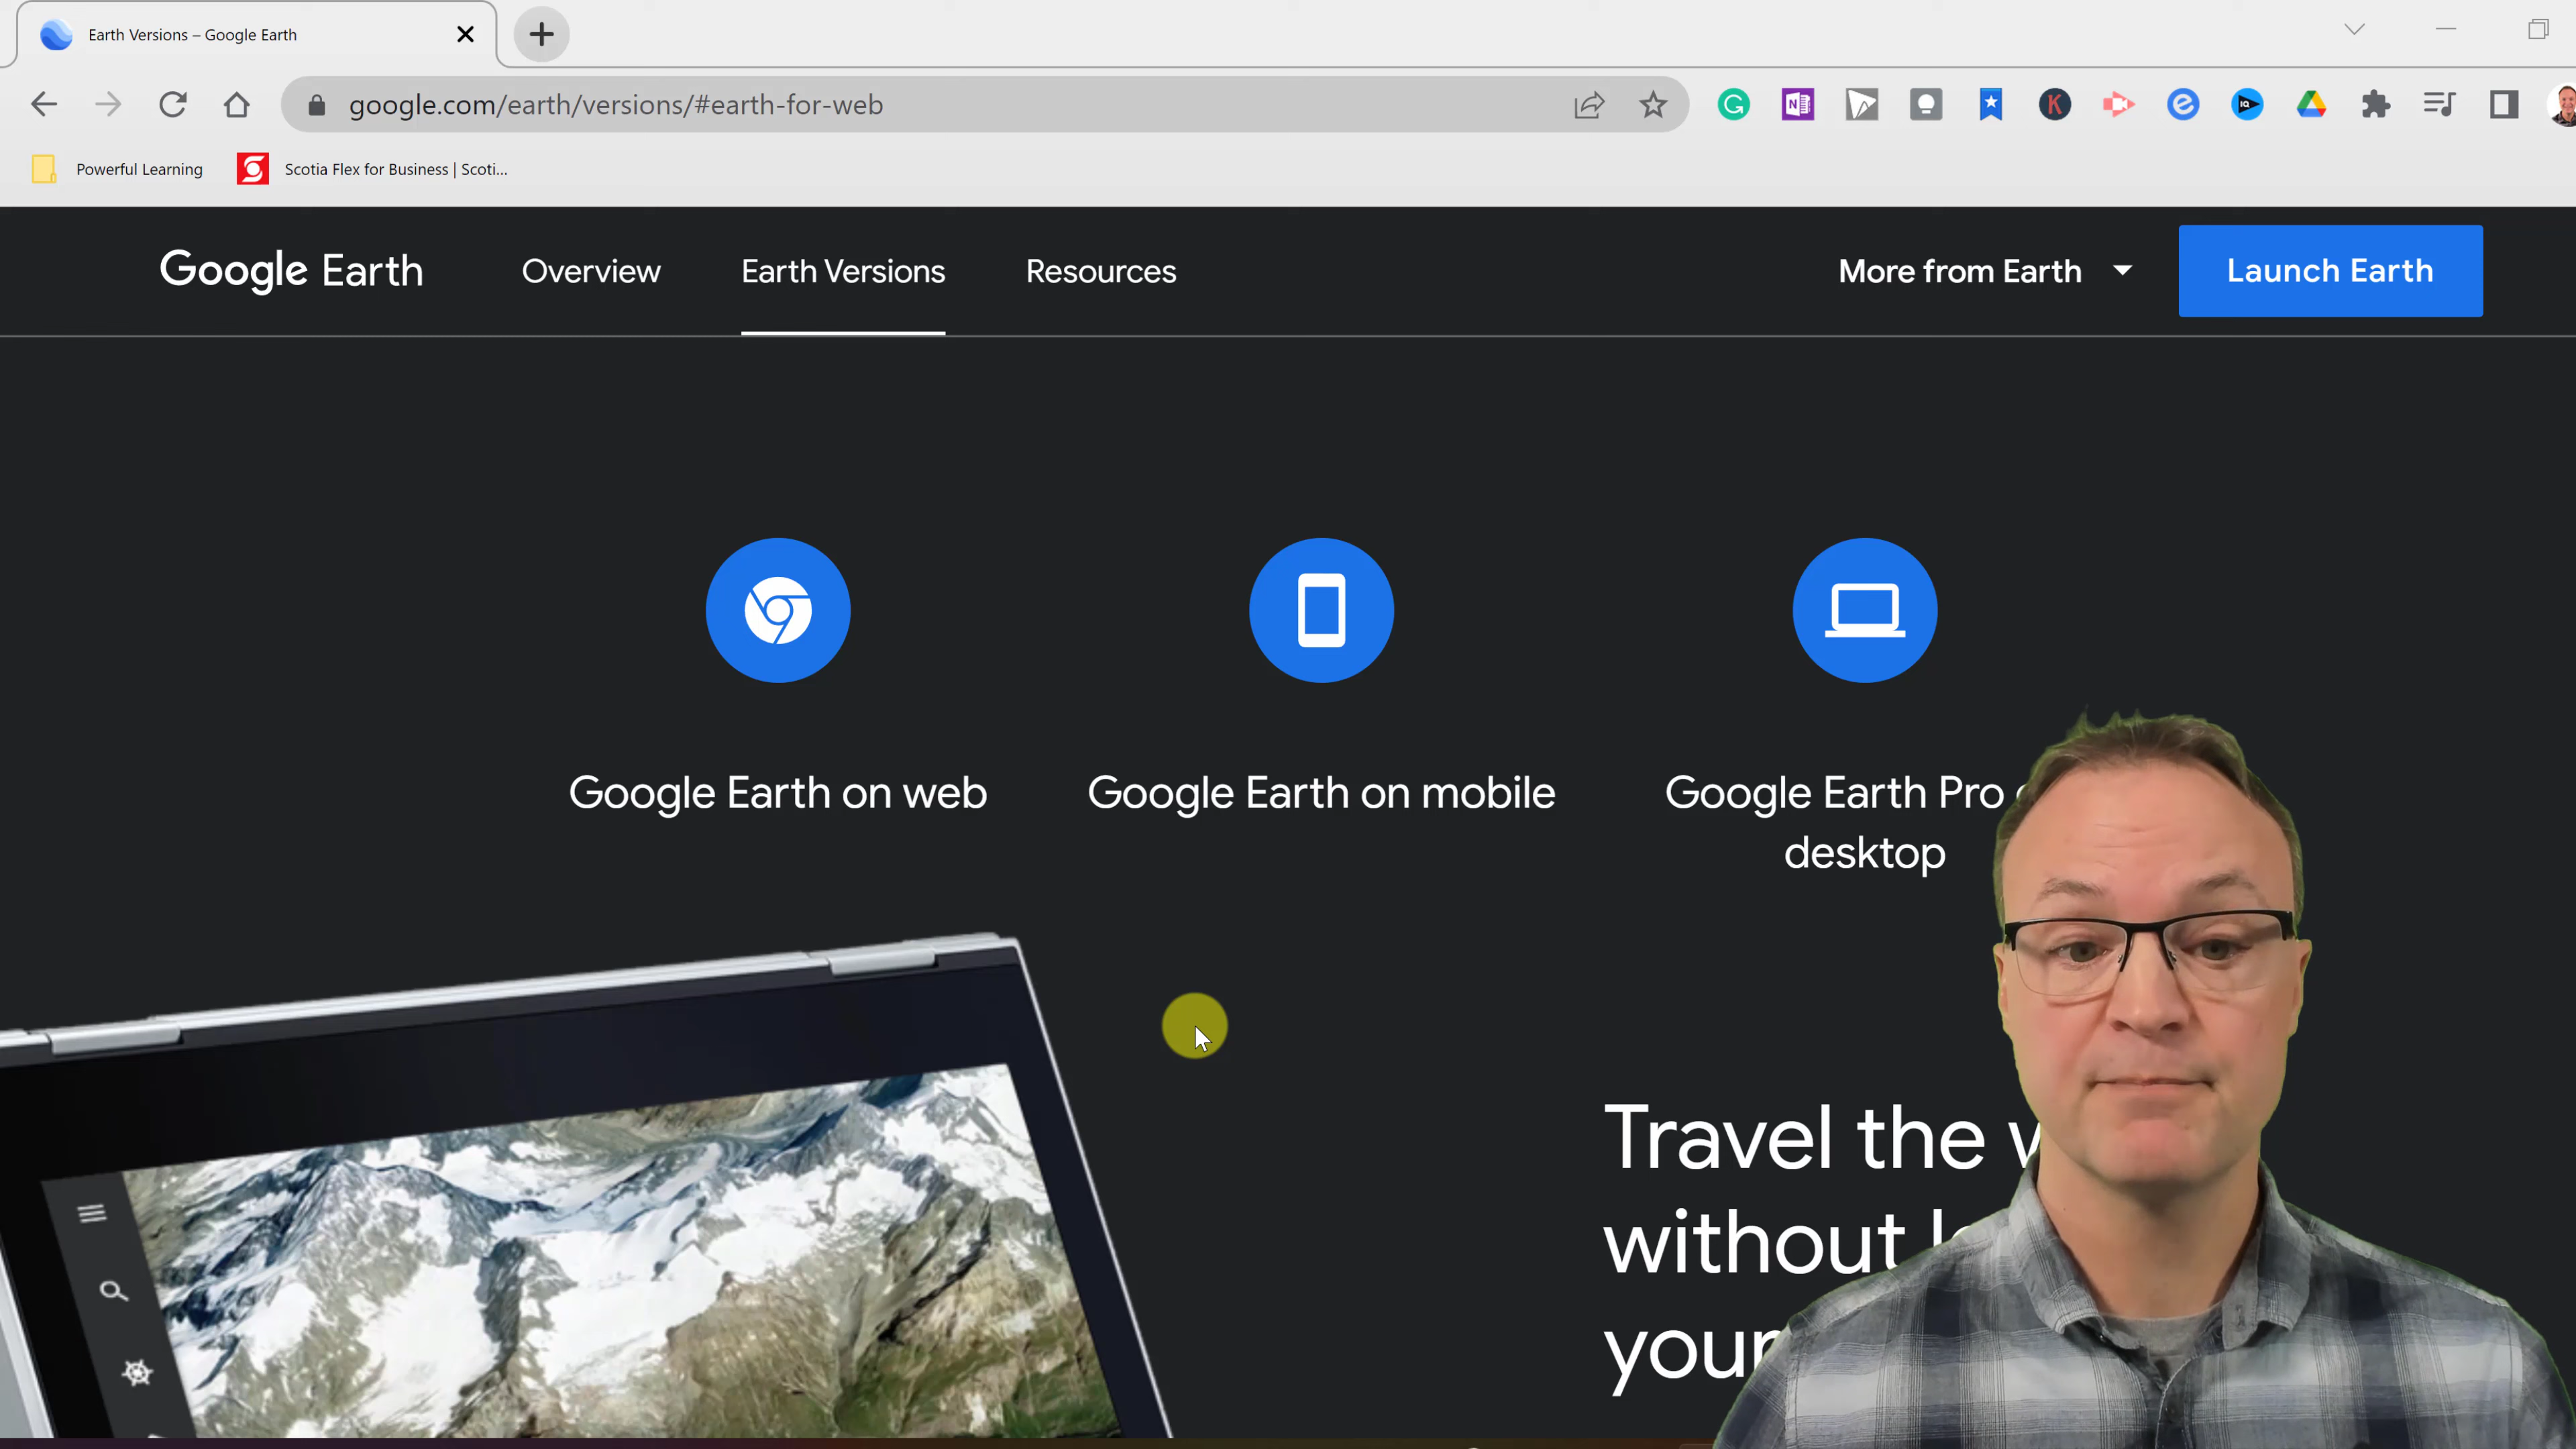 Earth Versions – Google Earth
google.com/earth/versions/#earth-for-web
Powerful Learning
Scotia Flex for Business | Scoti...
Google Earth
Overview
Earth Versions
Resources
More from Earth
Launch Earth
Google Earth on web
Google Earth on mobile
Google Earth Pro
desktop
Travel the
without
your